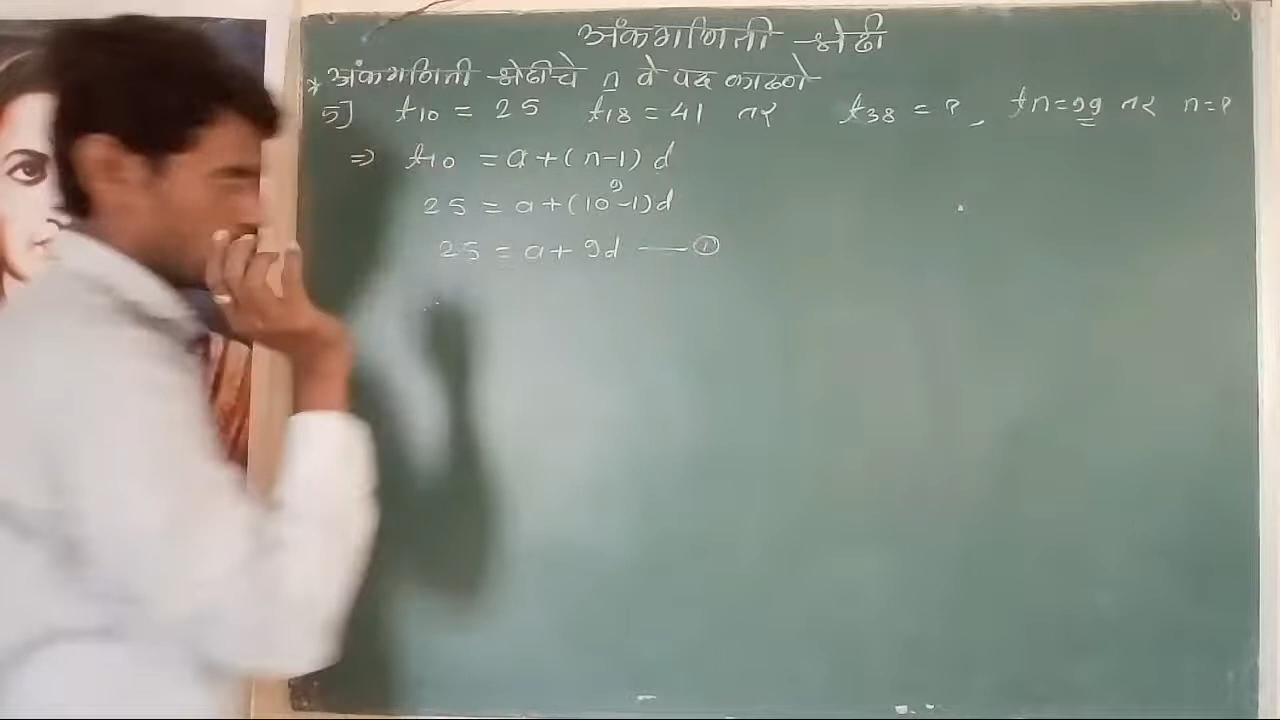 अंकगणिती श्रेढी
* अंकगणिती श्रेढीचे n वे पद काढणे
5] t10 = 25 t18 = 41 तर t38 = ? , tn = 99 तर n = ?
⇒ t10 = a + (n-1) d
9
25 = a + (10-1)d
25 = a + 9d —— ①